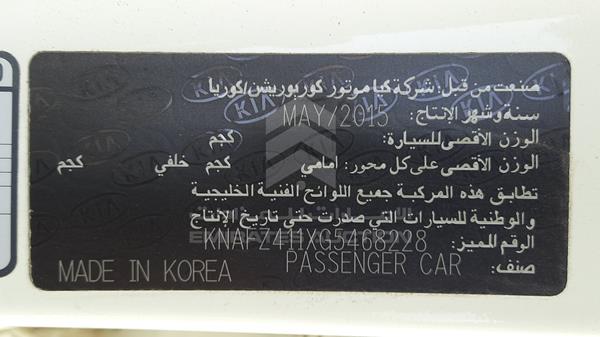 صنعت من قبل: شركة كيا موتورز كوربوريشن/كوريا
سنة وشهر الإنتاج: MAY/2015
الوزن الأقصى للسيارة: كجم
الوزن الأقصى على كل محور: امامي كجم خلفي كجم
تطابق هذه المركبة جميع اللوائح الفنية الخليجية
والوطنية للسيارات التي صدرت حتى تاريخ الإنتاج
الرقم المميز: KNAFZ411XG5468228
صنف: PASSENGER CAR
MADE IN KOREA